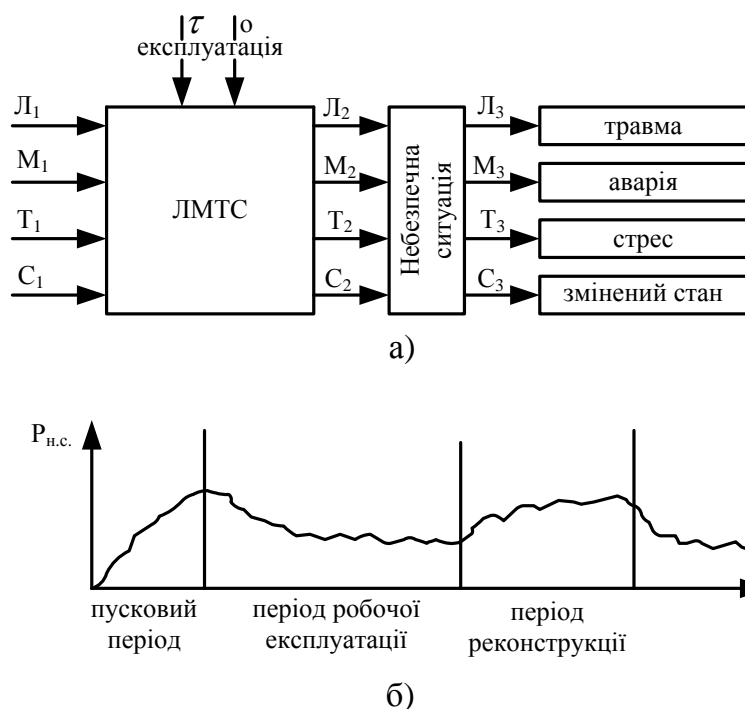 τ о
експлуатація
Л₁ Л₂ Л₃ травма
М₁ М₂ М₃ аварія
ЛМТС
Небезпечна
ситуація
Т₁ Т₂ Т₃ стрес
С₁ С₂ С₃ змінений стан
а)
Рн.с.
пусковий
період
період робочої
експлуатації
період
реконструкції
б)